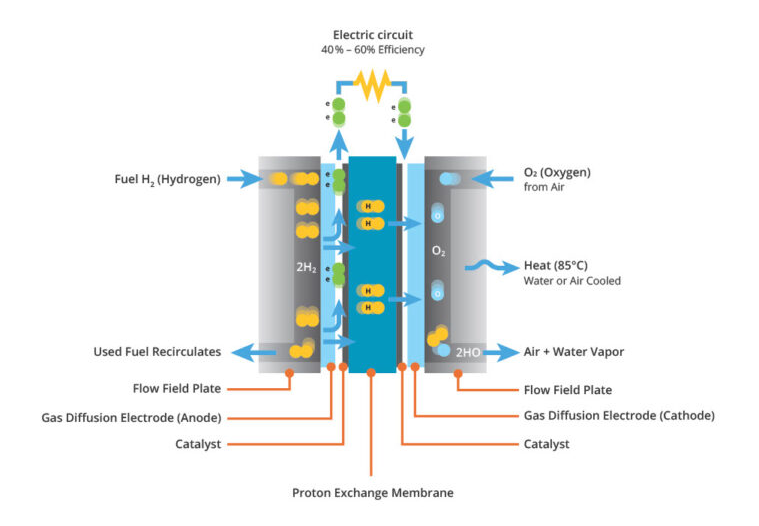 Electric circuit
40% – 60% Efficiency
e
e
e
e
Fuel H₂ (Hydrogen)
O₂ (Oxygen)
from Air
e
e
H
H
O
O₂
2H₂
e
e
Heat (85°C)
Water or Air Cooled
H
H
O
Used Fuel Recirculates
2HO
Air + Water Vapor
Flow Field Plate
Flow Field Plate
Gas Diffusion Electrode (Anode)
Gas Diffusion Electrode (Cathode)
Catalyst
Catalyst
Proton Exchange Membrane